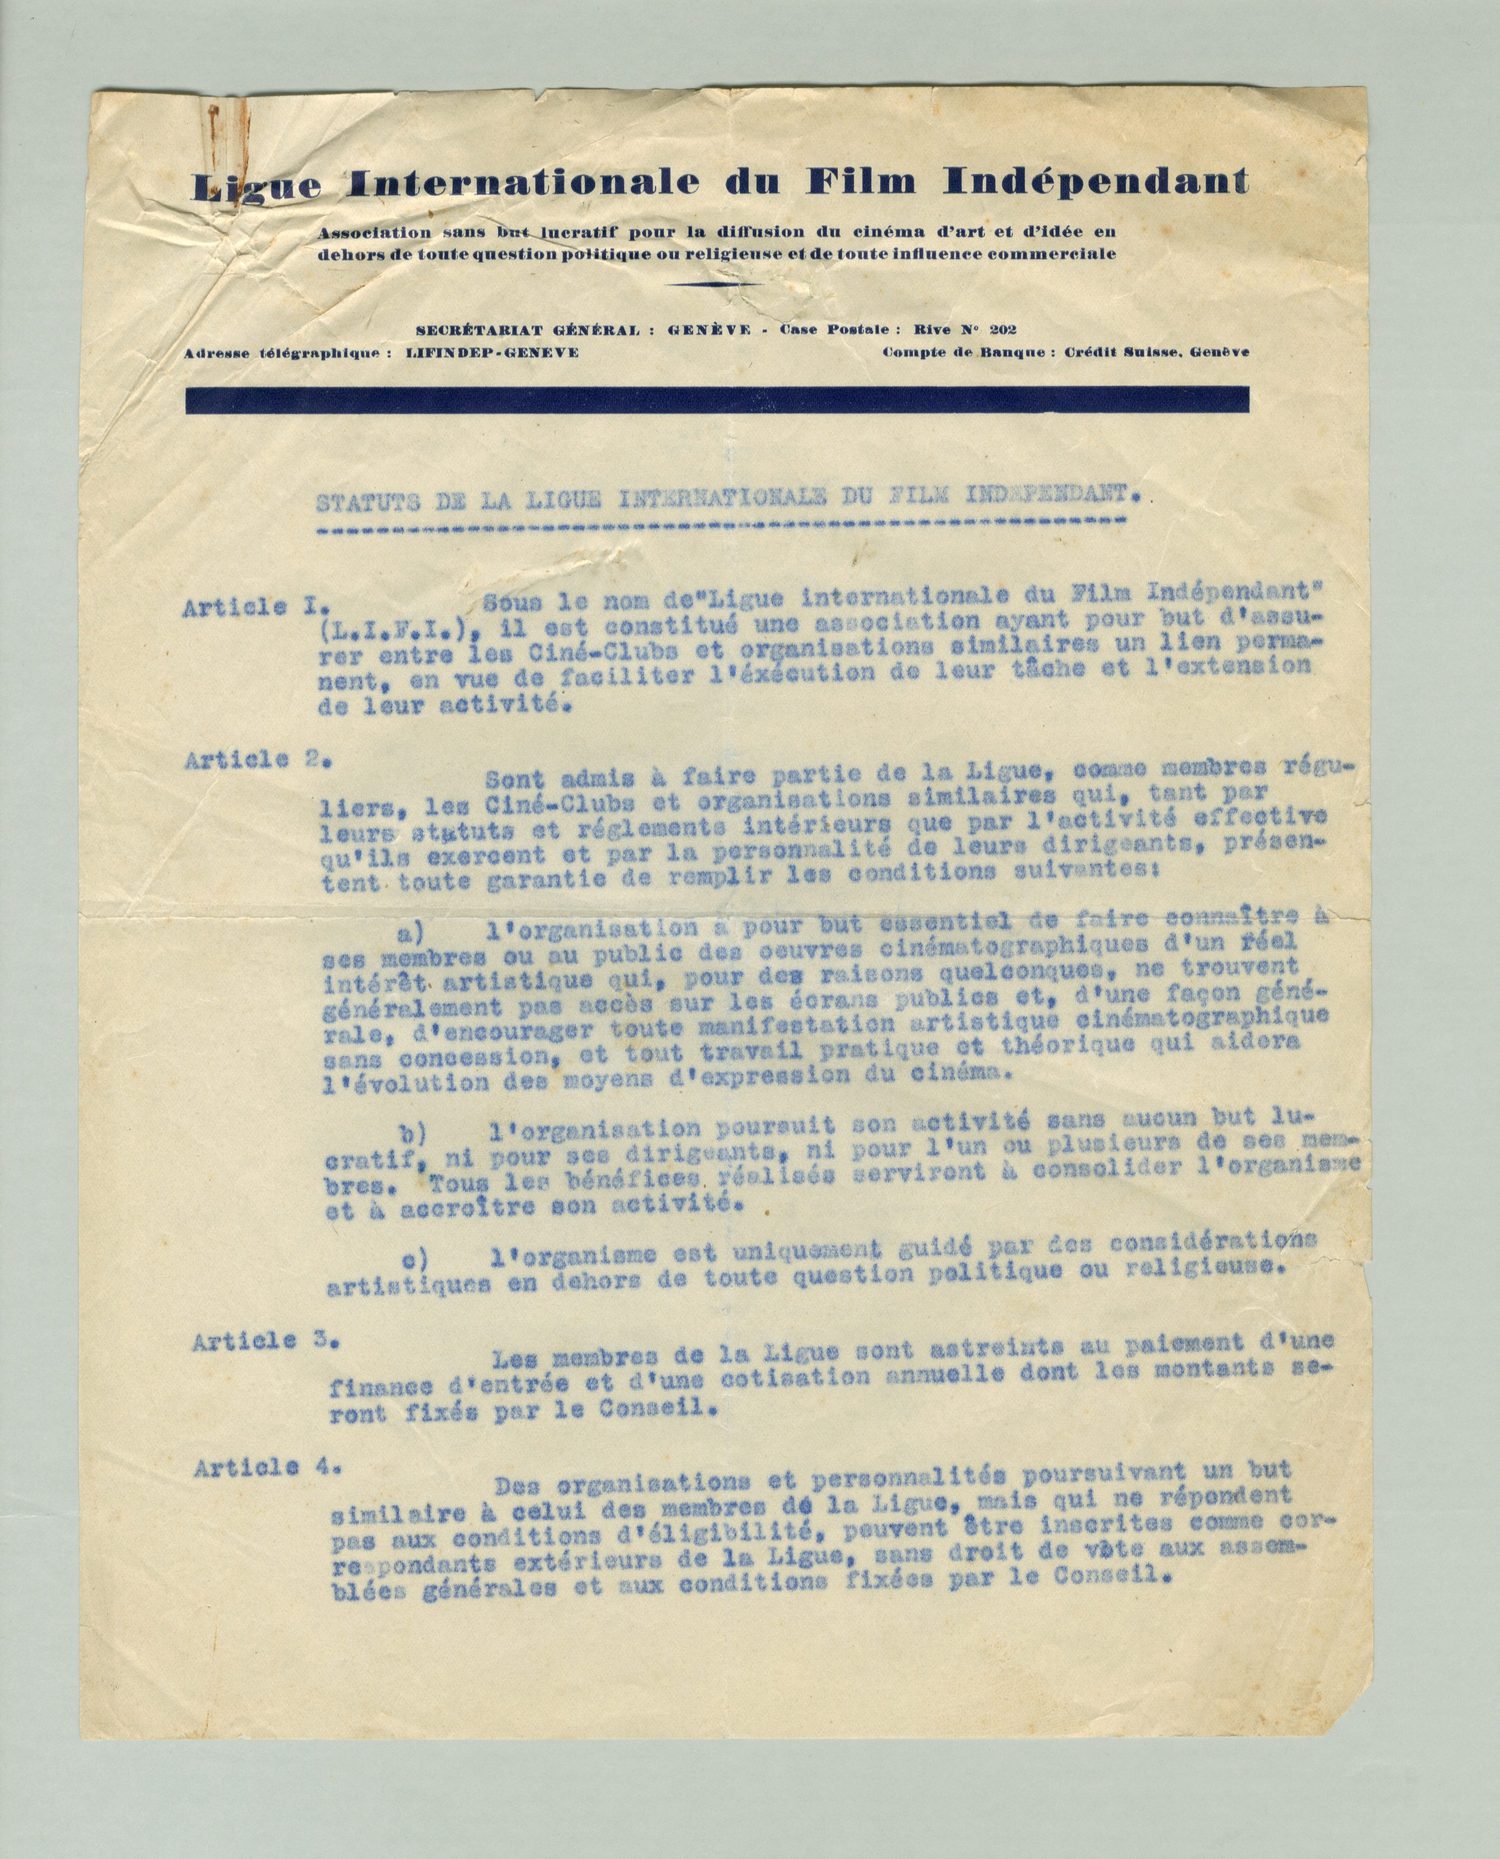 Ligue Internationale du Film Indépendant
Association sans but lucratif pour la diffusion du cinéma d'art et d'idée en
dehors de toute question politique ou religieuse et de toute influence commerciale
SECRÉTARIAT GÉNÉRAL : GENÈVE - Case Postale : Rive N° 202
Adresse télégraphique : LIFINDEP-GENEVE Compte de Banque : Crédit Suisse, Genève
STATUTS DE LA LIGUE INTERNATIONALE DU FILM INDEPENDANT.
Article I. Sous le nom de"Ligue internationale du Film Indépendant"
(L.I.F.I.), il est constitué une association ayant pour but d'assu-
rer entre les Ciné-Clubs et organisations similaires un lien perma-
nent, en vue de faciliter l'éxécution de leur tâche et l'extension
de leur activité.
Article 2.
Sont admis à faire partie de la Ligue, comme membres régu-
liers, les Ciné-Clubs et organisations similaires qui, tant par
leurs statuts et réglements intérieurs que par l'activité effective
qu'ils exercent et par la personnalité de leurs dirigeants, présen-
tent toute garantie de remplir les conditions suivantes:
a) l'organisation a pour but essentiel de faire connaître à
ses membres ou au public des oeuvres cinématographiques d'un réel
intérêt artistique qui, pour des raisons quelconques, ne trouvent
généralement pas accès sur les écrans publics et, d'une façon géné-
rale, d'encourager toute manifestation artistique cinématographique
sans concession, et tout travail pratique et théorique qui aidera
l'évolution des moyens d'expression du cinéma.
b) l'organisation poursuit son activité sans aucun but lu-
cratif, ni pour ses dirigeants, ni pour l'un ou plusieurs de ses mem-
bres. Tous les bénéfices réalisés serviront à consolider l'organisme
et à accroître son activité.
c) l'organisme est uniquement guidé par des considérations
artistiques en dehors de toute question politique ou religieuse.
Article 3.
Les membres de la Ligue sont astreints au paiement d'une
finance d'entrée et d'une cotisation annuelle dont les montants se-
ront fixés par le Conseil.
Article 4.
Des organisations et personnalités poursuivant un but
similaire à celui des membres de la Ligue, mais qui ne répondent
pas aux conditions d'éligibilité, peuvent être inscrites comme cor-
respondants extérieurs de la Ligue, sans droit de vote aux assem-
blées générales et aux conditions fixées par le Conseil.